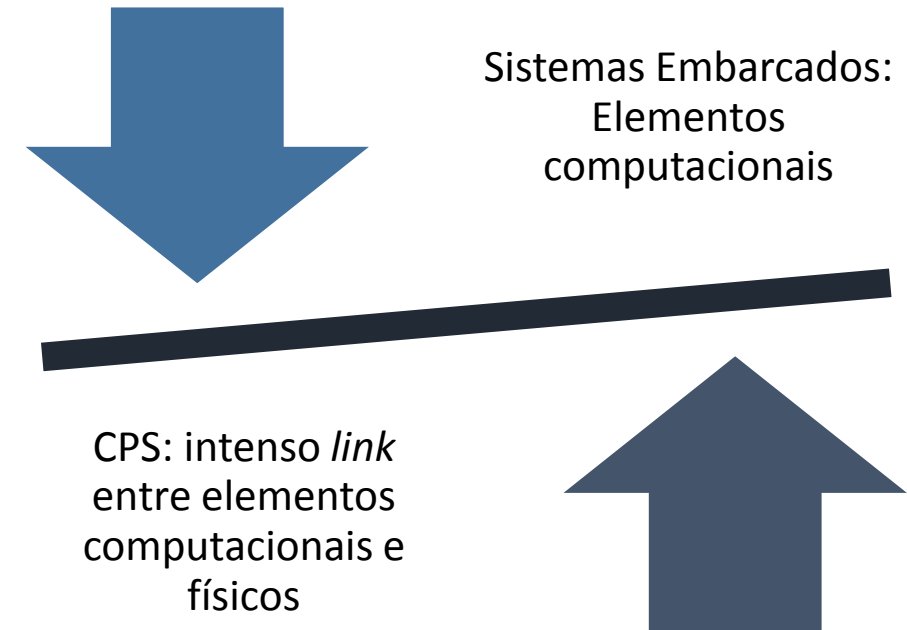 Sistemas Embarcados:
Elementos
computacionais
CPS: intenso link
entre elementos
computacionais e
físicos